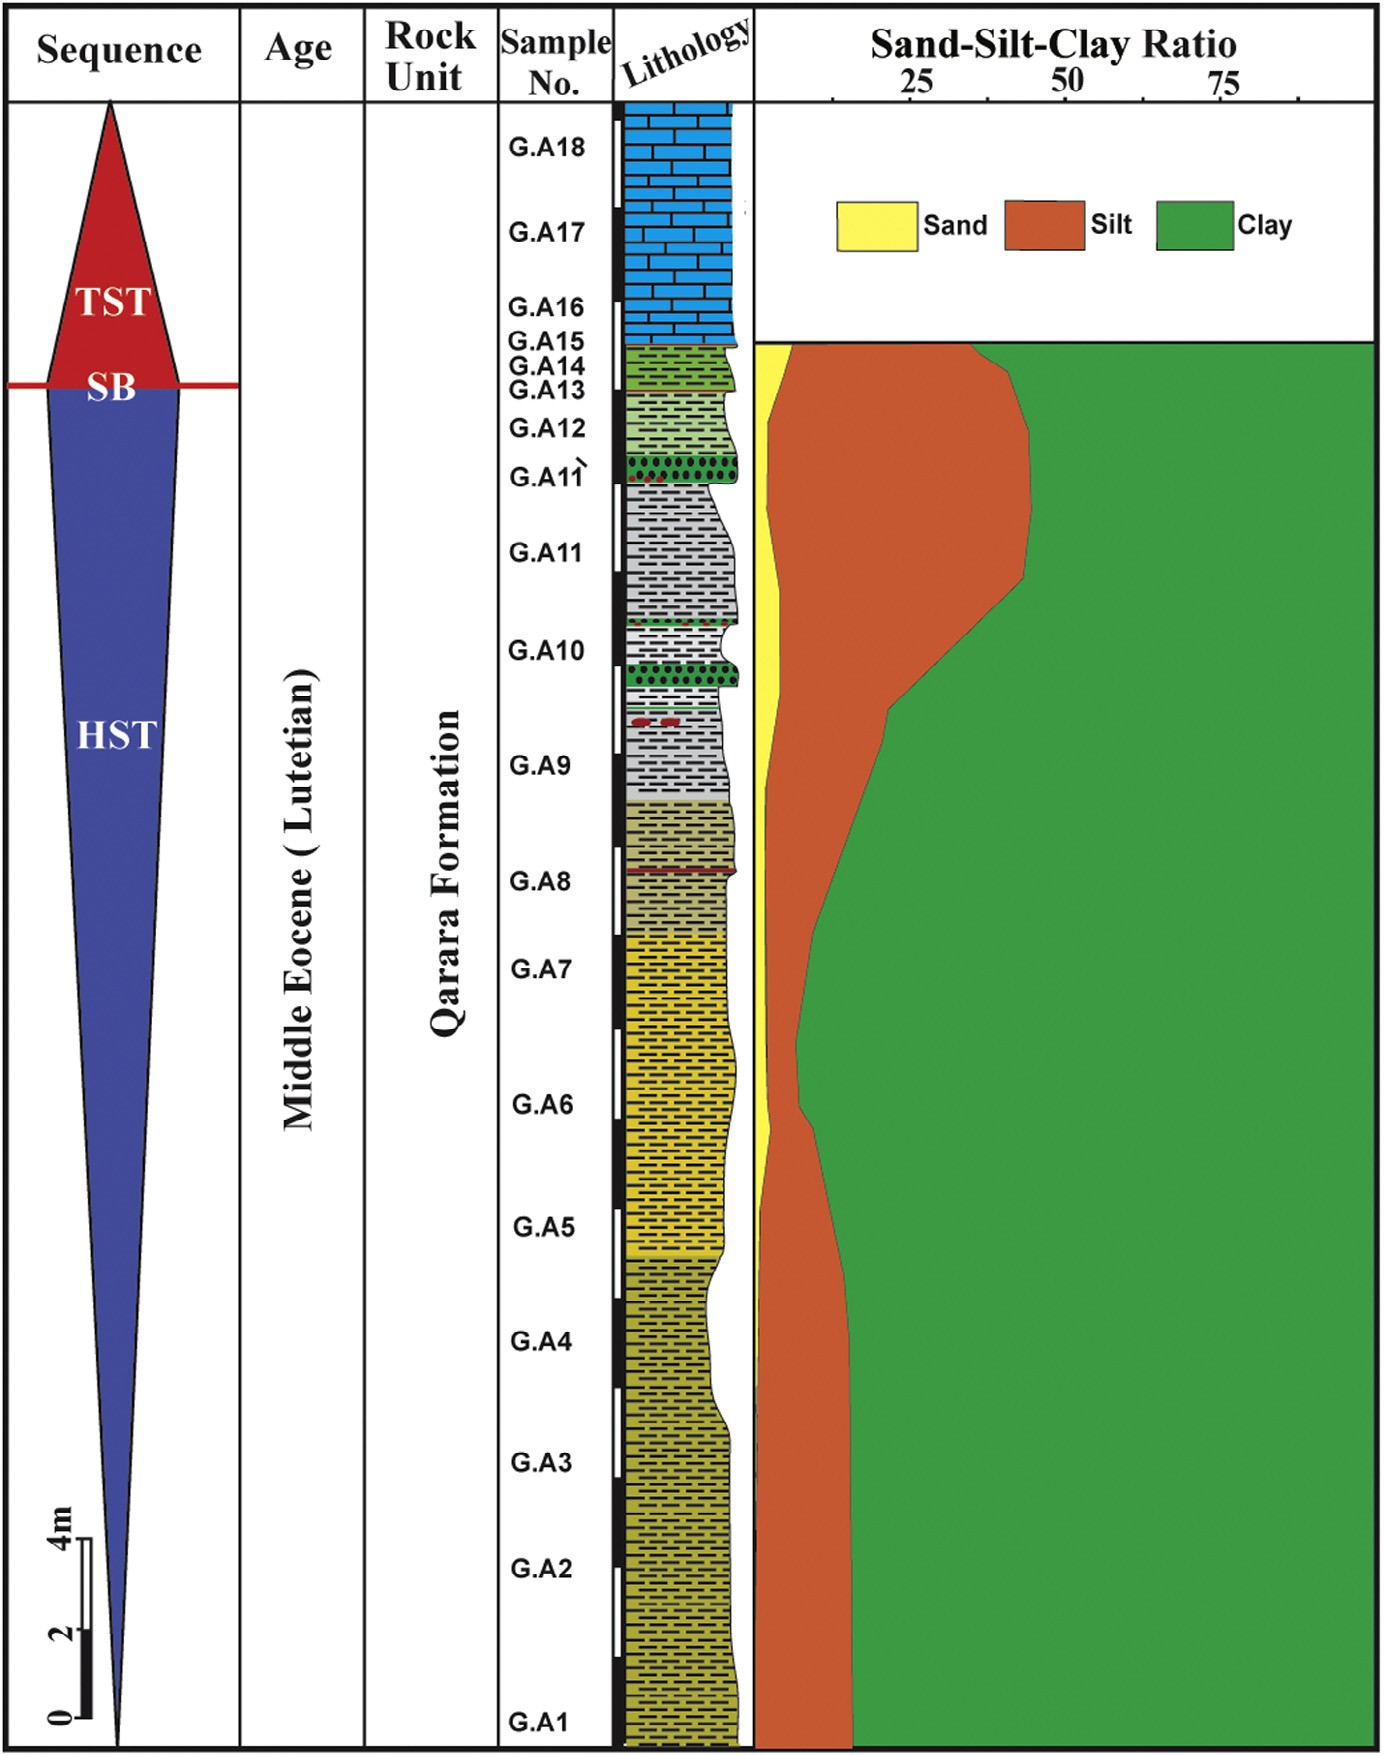 Sequence
Age
Rock
Unit
Sample
No.
Lithology
Sand-Silt-Clay Ratio
25 50 75
Sand Silt Clay
TST
SB
HST
Middle Eocene ( Lutetian)
Qarara Formation
G.A18
G.A17
G.A16
G.A15
G.A14
G.A13
G.A12
G.A11`
G.A11
G.A10
G.A9
G.A8
G.A7
G.A6
G.A5
G.A4
G.A3
G.A2
G.A1
4m
2
0